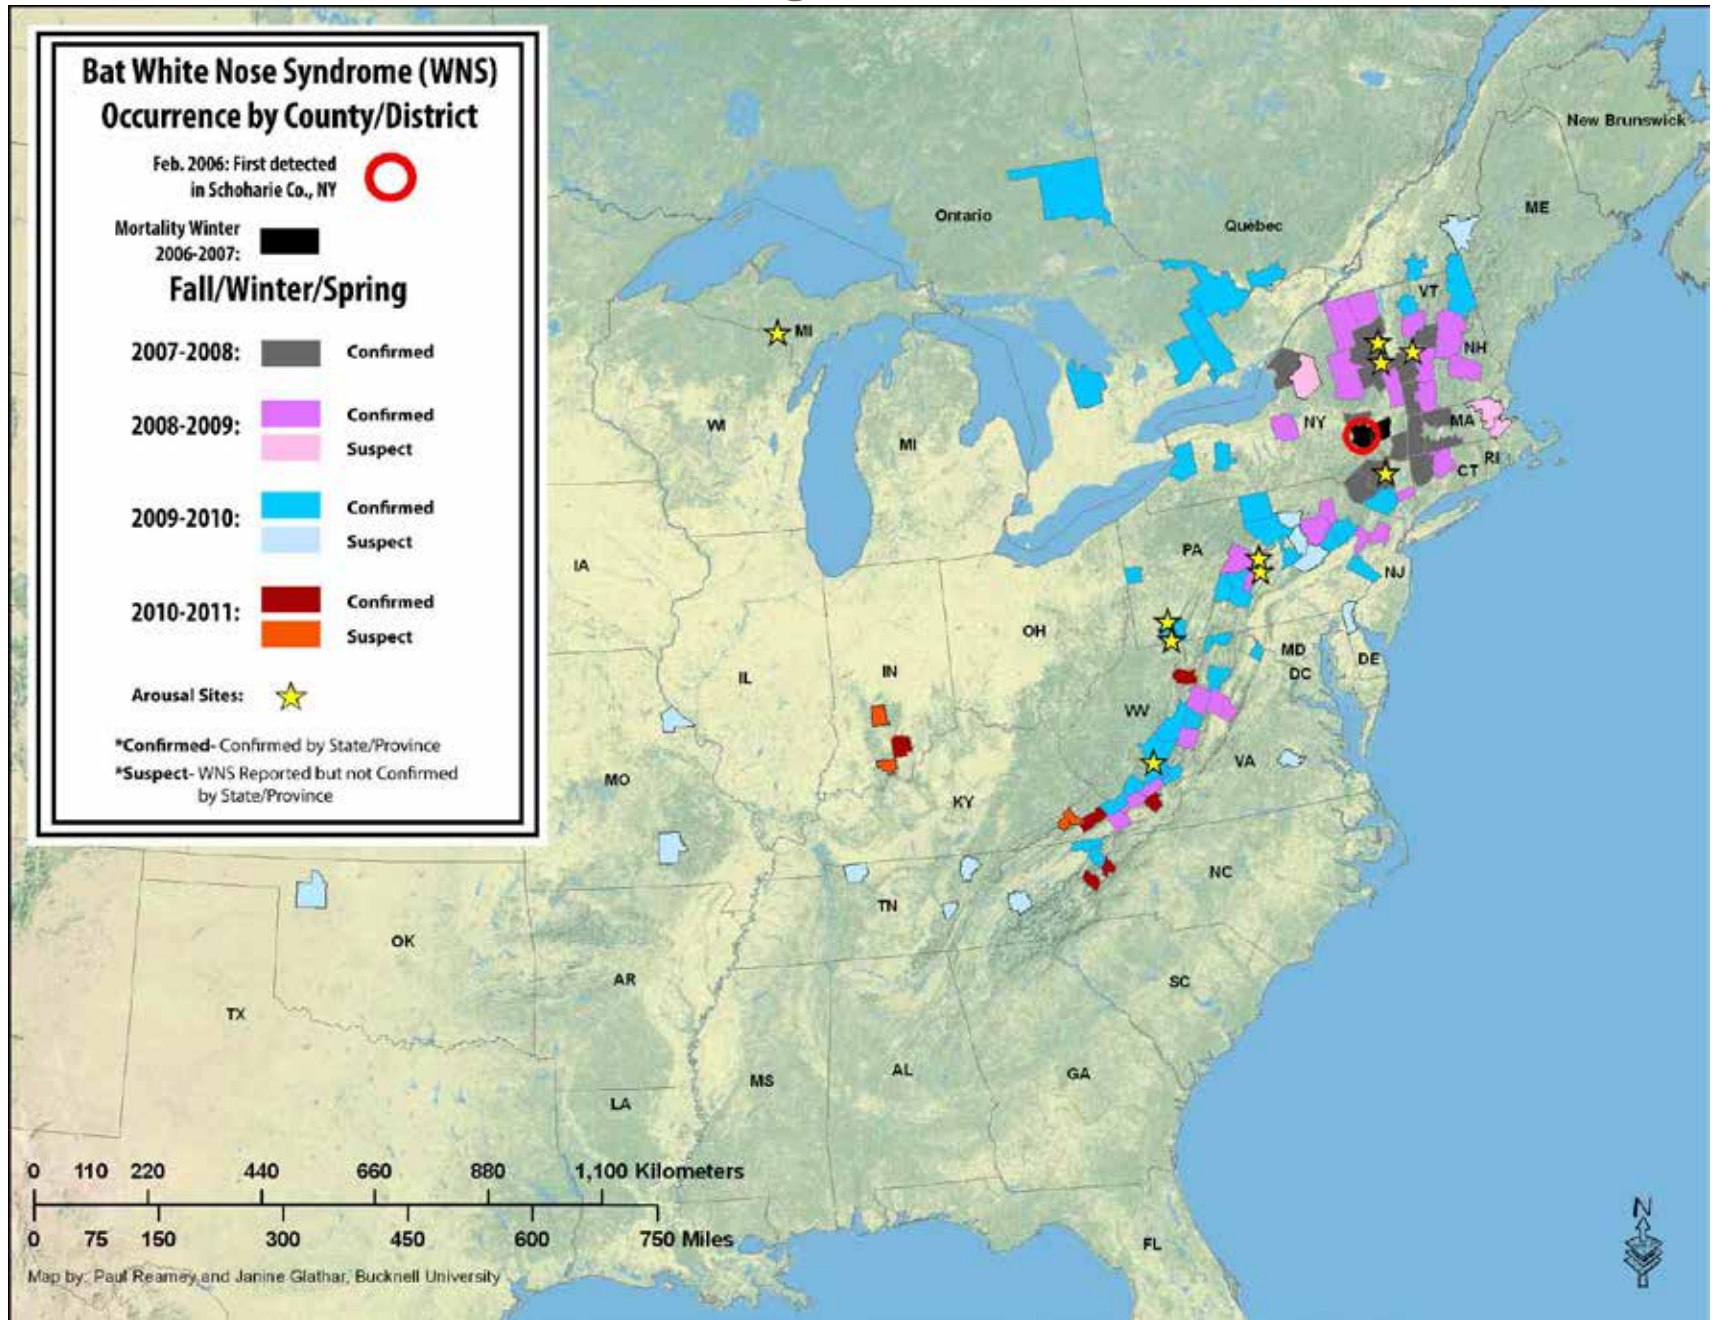 Bat White Nose Syndrome (WNS)
Occurrence by County/District
Feb. 2006: First detected
in Schoharie Co., NY
Mortality Winter
2006-2007:
Fall/Winter/Spring
2007-2008:
Confirmed
2008-2009:
Confirmed
Suspect
2009-2010:
Confirmed
Suspect
2010-2011:
Confirmed
Suspect
Arousal Sites:
*Confirmed- Confirmed by State/Province
*Suspect- WNS Reported but not Confirmed
by State/Province
New Brunswick
Ontario
Quebec
ME
VT
MI
NH
NY
MA
WI
MI
CT
RI
PA
IA
NJ
OH
MD
DE
DC
IN
IL
WV
VA
MO
KY
NC
TN
OK
AR
SC
TX
MS
AL
GA
LA
FL
0 110 220 440 660 880 1,100 Kilometers
0 75 150 300 450 600 750 Miles
Map by: Paul Reamey and Janine Glathar, Bucknell University
N